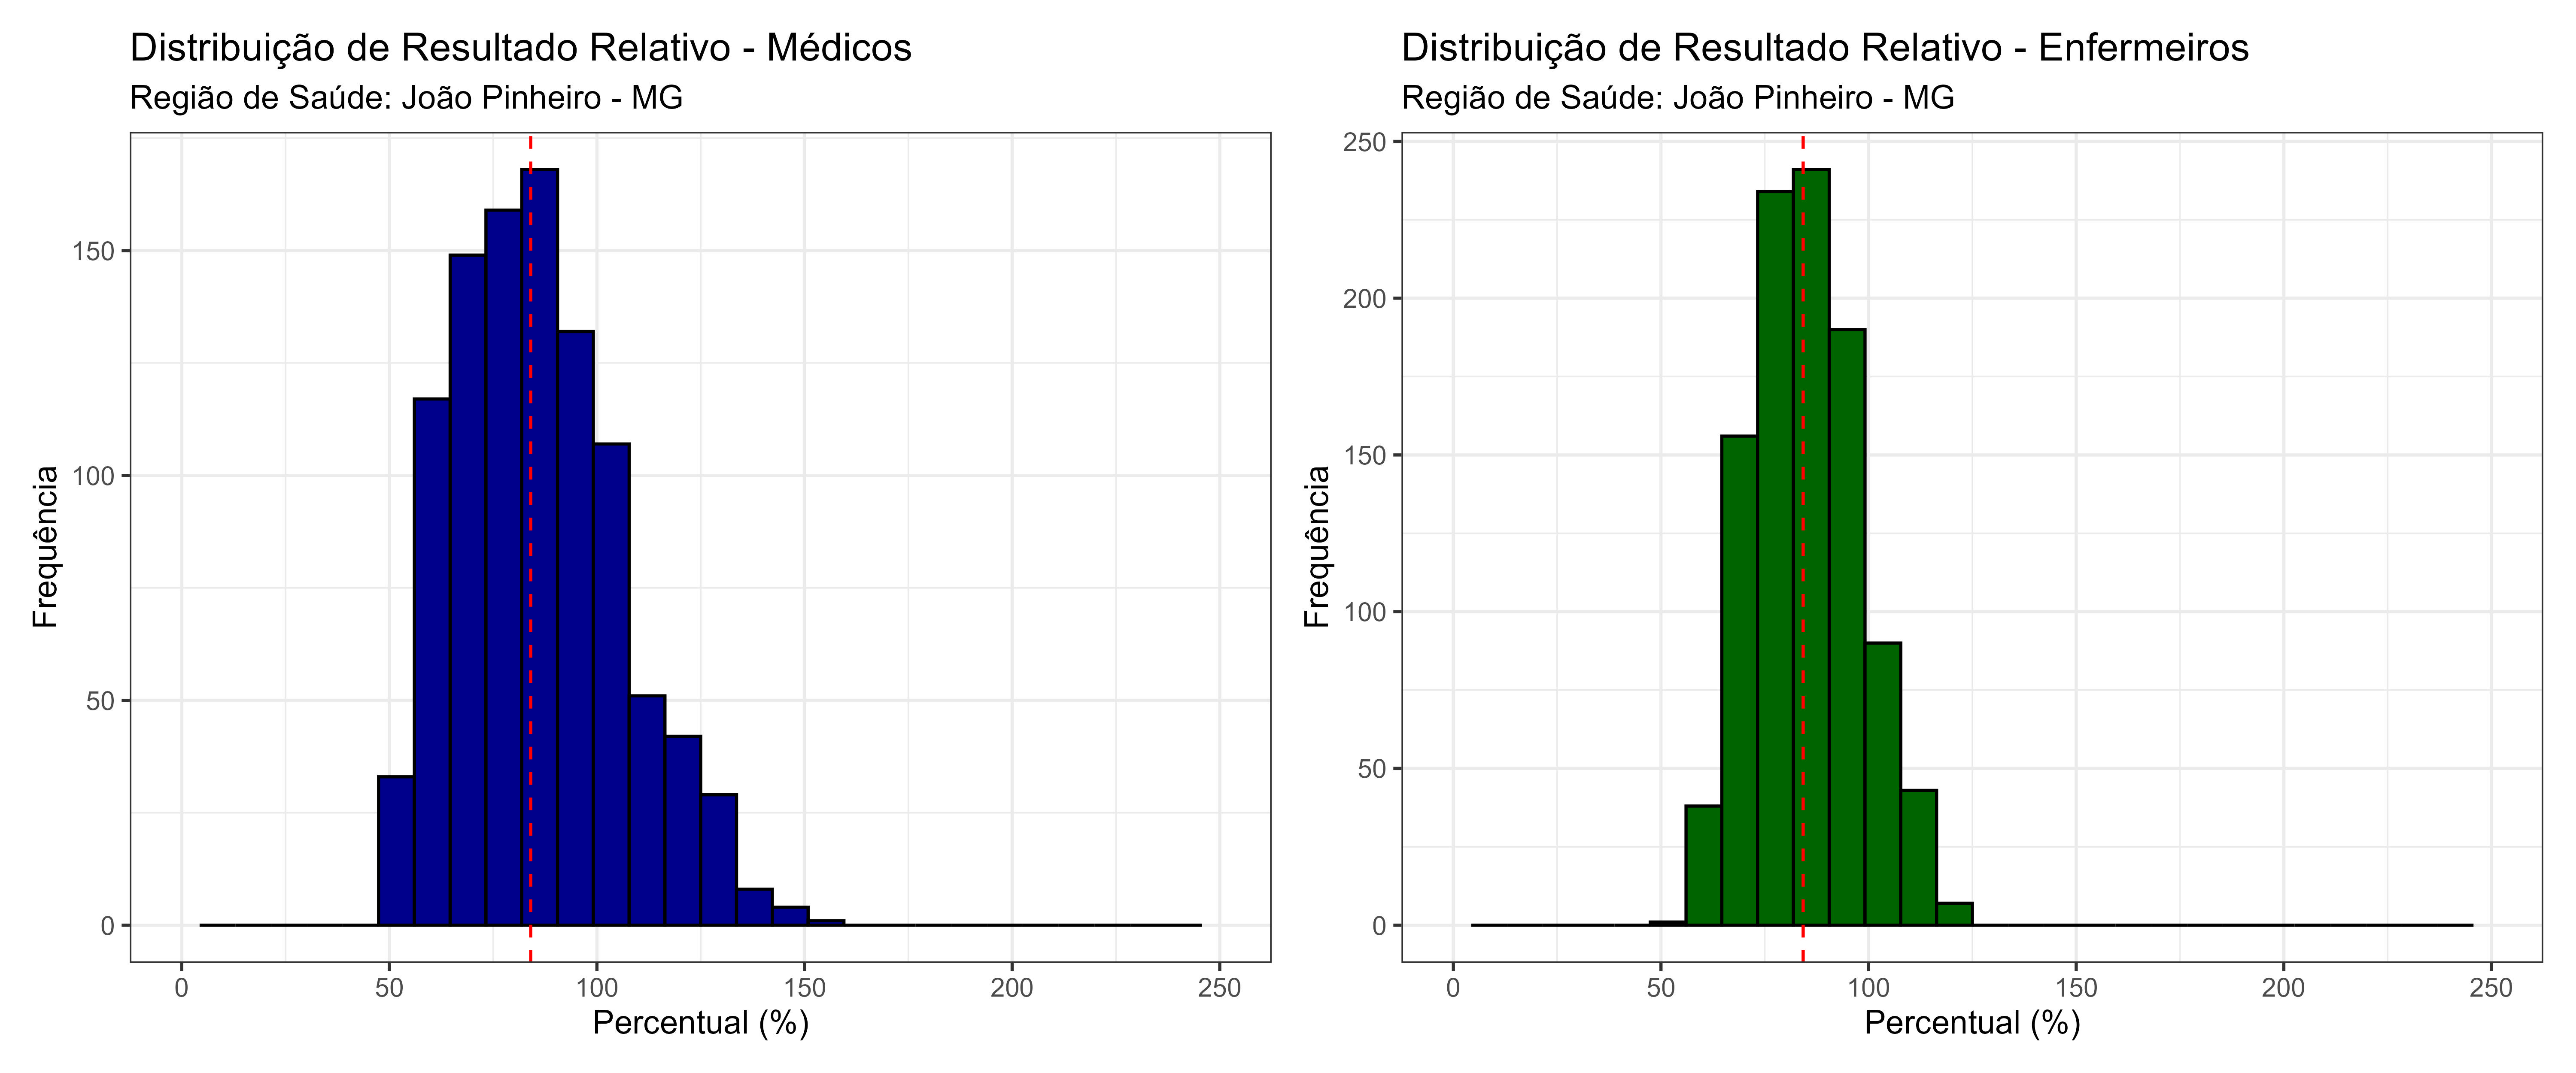 Distribuição de Resultado Relativo - Médicos
Região de Saúde: João Pinheiro - MG
150
100
50
0
Frequência
0 50 100 150 200 250
Percentual (%)
Distribuição de Resultado Relativo - Enfermeiros
Região de Saúde: João Pinheiro - MG
250
200
150
100
50
0
Frequência
0 50 100 150 200 250
Percentual (%)